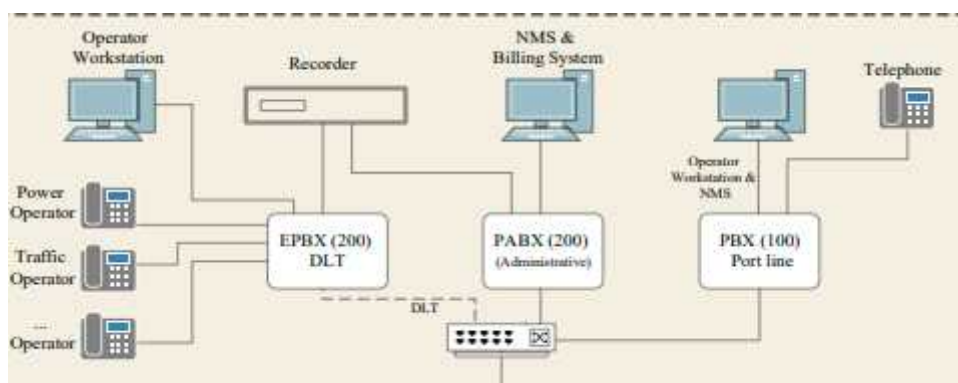 Operator
Workstation
Recorder
NMS &
Billing System
Telephone
Operator
Workstation &
NMS
Power
Operator
Traffic
Operator
...
Operator
EPBX (200)
DLT
PABX (200)
(Administrative)
PBX (100)
Port line
DLT